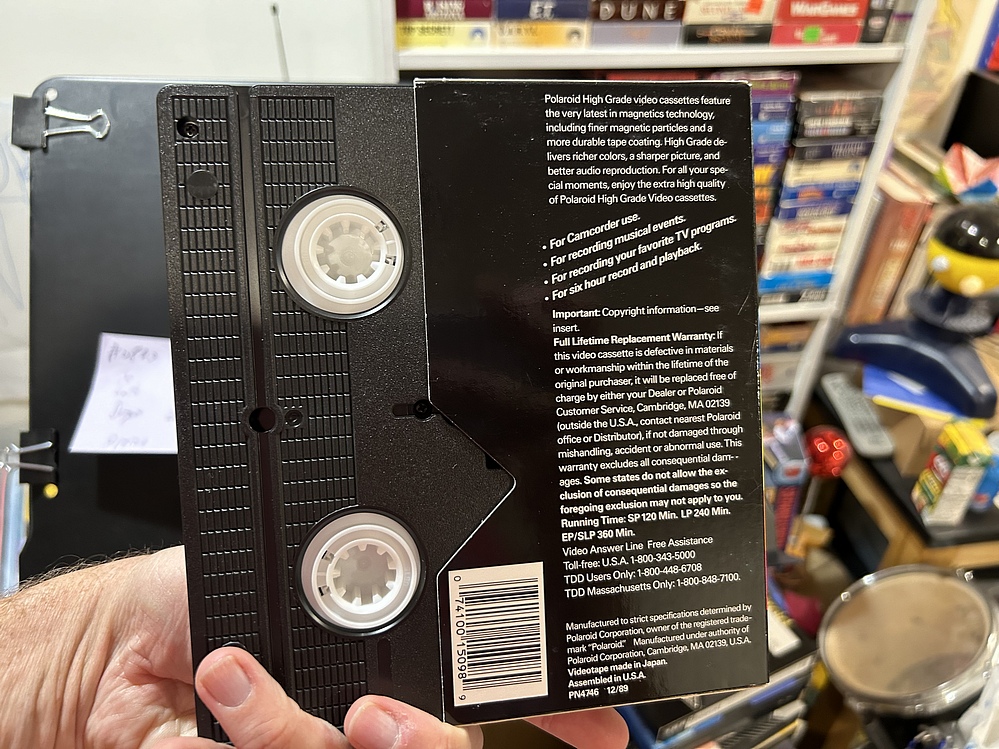 DUNE
WARGAMES
Polaroid High Grade video cassettes feature
the very latest in magnetics technology,
including finer magnetic particles and a
more durable tape coating. High Grade de-
livers richer colors, a sharper picture, and
better audio reproduction. For all your spe-
cial moments, enjoy the extra high quality
of Polaroid High Grade Video cassettes.
• For Camcorder use.
• For recording musical events.
• For recording your favorite TV programs.
• For six hour record and playback.
Important: Copyright information—see
insert.
Full Lifetime Replacement Warranty: If
this video cassette is defective in materials
or workmanship within the lifetime of the
original purchaser, it will be replaced free of
charge by either your Dealer or Polaroid
Customer Service, Cambridge, MA 02139
(outside the U.S.A., contact nearest Polaroid
office or Distributor), if not damaged through
mishandling, accident or abnormal use. This
warranty excludes all consequential dam-
ages. Some states do not allow the ex-
clusion of consequential damages so the
foregoing exclusion may not apply to you.
Running Time: SP 120 Min. LP 240 Min.
EP/SLP 360 Min.
Video Answer Line Free Assistance
Toll-free: U.S.A. 1-800-343-5000
TDD Users Only: 1-800-448-6708
TDD Massachusetts Only: 1-800-848-7100.
Manufactured to strict specifications determined by
Polaroid Corporation, owner of the registered trade-
mark "Polaroid." Manufactured under authority of
Polaroid Corporation, Cambridge, MA 02139, U.S.A.
Videotape made in Japan.
Assembled in U.S.A.
PN4746 12/89
0 74100 15098 9